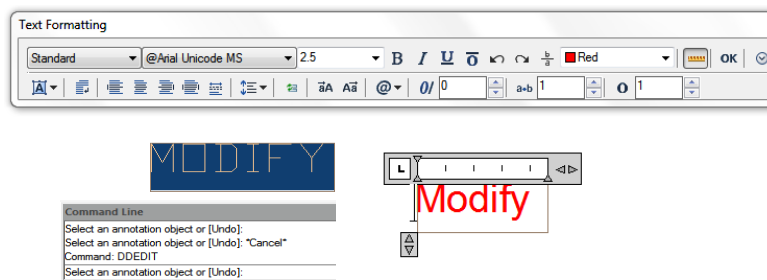 Text Formatting
Standard @Arial Unicode MS 2.5 B I U O b/a Red OK
A aA Aä @ 0/ 0 a•b 1 O 1
MODIFY
L
Modify
Command Line
Select an annotation object or [Undo]:
Select an annotation object or [Undo]: *Cancel*
Command: DDEDIT
Select an annotation object or [Undo]: